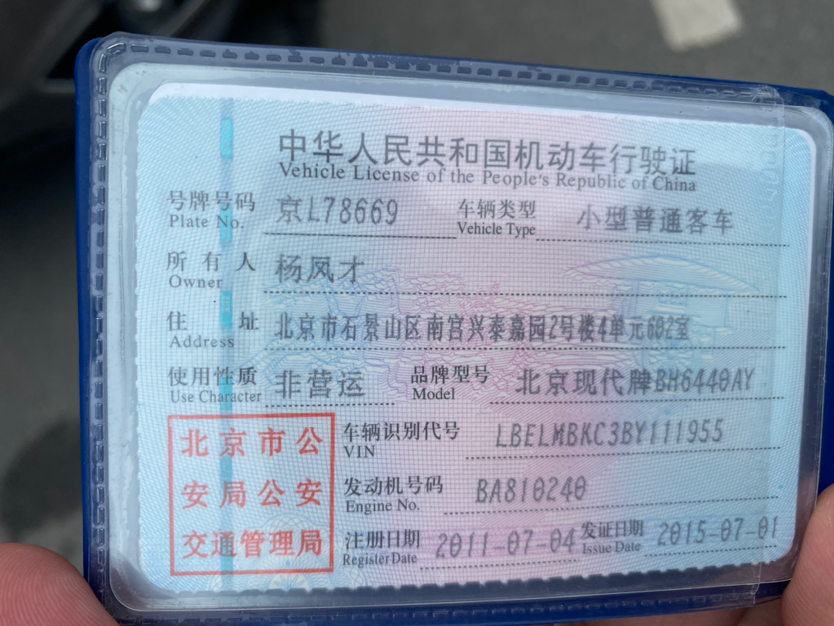 中华人民共和国机动车行驶证
Vehicle License of the People's Republic of China
号牌号码 京L78669 车辆类型 小型普通客车
Plate No. Vehicle Type
所有人 杨凤才
Owner
住址 北京市石景山区南宫兴泰嘉园2号楼4单元602室
Address
使用性质 非营运 品牌型号 北京现代牌BH6440AY
Use Character Model
北京市公安局公安交通管理局
车辆识别代号 LBELMBKC3BY111955
VIN
发动机号码 BA810240
Engine No.
注册日期 2011-07-04 发证日期 2015-07-01
Register Date Issue Date